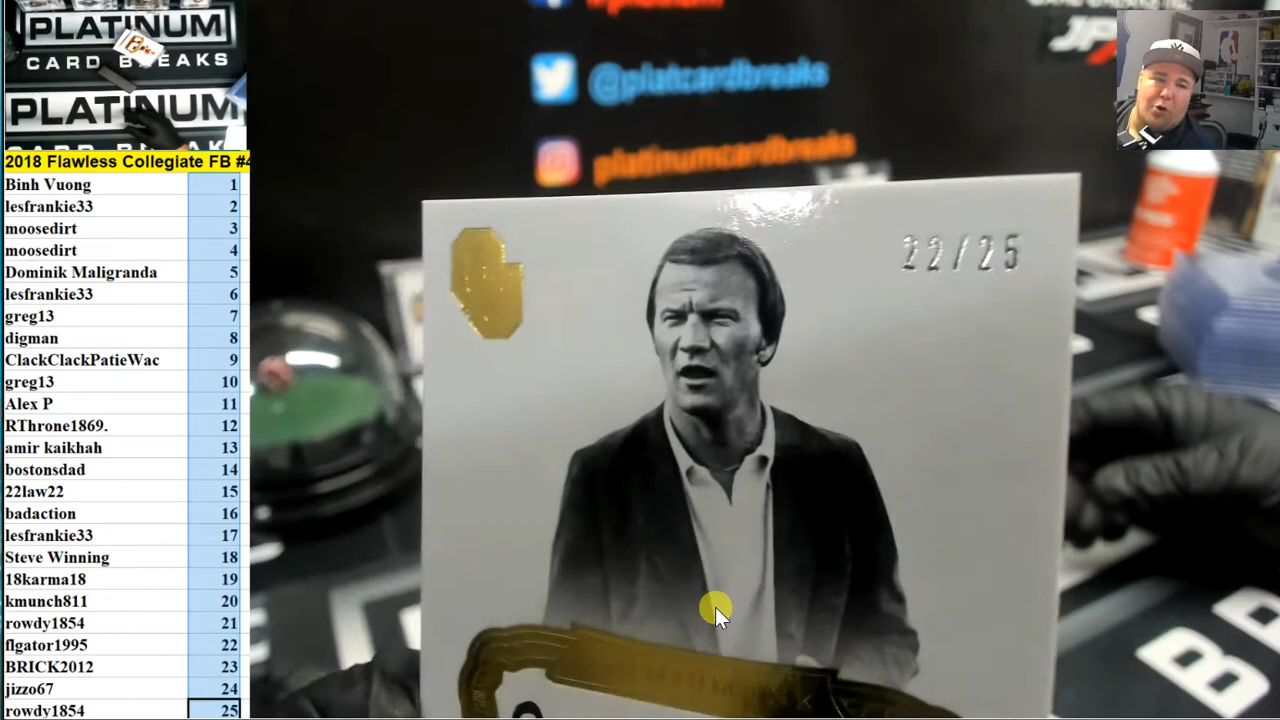 PLATINUM
CARD BREAKS
PLATINUM
@platcardbreaks
platinumcardbreaks
2018 Flawless Collegiate FB #4
Binh Vuong 1
lesfrankie33 2
moosedirt 3
moosedirt 4
Dominik Maligranda 5
lesfrankie33 6
greg13 7
digman 8
ClackClackPatieWac 9
greg13 10
Alex P 11
RThrone1869. 12
amir kaikhah 13
bostonsdad 14
22law22 15
badaction 16
lesfrankie33 17
Steve Winning 18
18karma18 19
kmunch811 20
rowdy1854 21
flgator1995 22
BRICK2012 23
jizzo67 24
rowdy1854 25
22/25